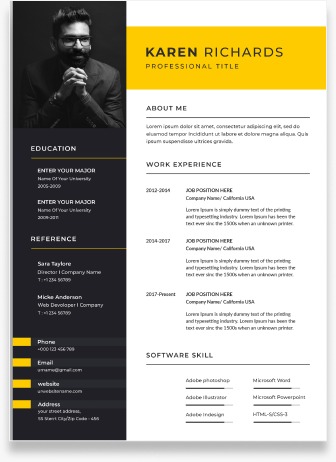 KAREN RICHARDS
PROFESSIONAL TITLE
ABOUT ME
Lorem ipsum dolor sit amet, consectetur adipiscing elit, sed do
eiusmod tempor incididunt ut labore et dolore magna aliqua. Quis
ipsum suspendisse ultrices gravida.
WORK EXPERIENCE
2012-2014
JOB POSITION HERE
Company Name/ California USA
Lorem Ipsum is simply dummy text of the printing
and typesetting industry. Lorem Ipsum has been the
text ever since the when an unknown printer.
2014-2017
JOB POSITION HERE
Company Name/ California USA
Lorem Ipsum is simply dummy text of the printing
and typesetting industry. Lorem Ipsum has been the
text ever since the when an unknown printer.
2017-Present
JOB POSITION HERE
Company Name/ California USA
Lorem Ipsum is simply dummy text of the printing
and typesetting industry. Lorem Ipsum has been the
text ever since the when an unknown printer.
SOFTWARE SKILL
Adobe photoshop
Microsoft Word
Adobe illustrator
Microsoft Powerpoint
Adobe Indesign
HTML-5/CSS-3
EDUCATION
ENTER YOUR MAJOR
Name Of Your University
2005-2009
ENTER YOUR MAJOR
Name Of Your University
2009-2011
REFERENCE
Sara Taylore
Director | Company Name
T : +1 234 56789
Micke Anderson
Web Developer | Company
T : +1 234 56789
Phone
+000 123 456 789
Email
urname@gmail.com
website
urwebsitename.com
Address
your street address,
SS Street City/Zip Code - 456